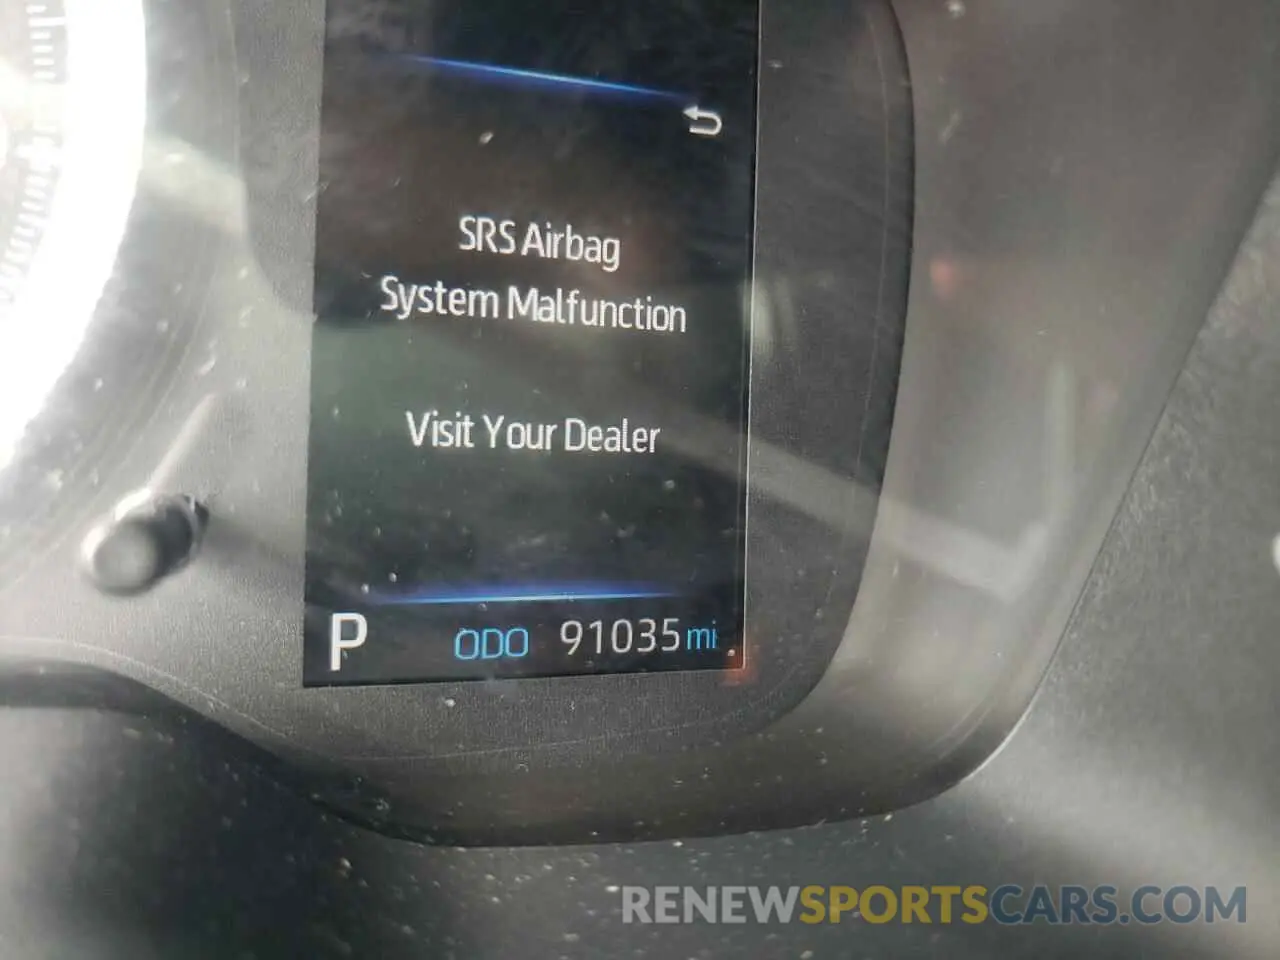 SRS Airbag
System Malfunction
Visit Your Dealer
P ODO 91035 mi
RENEWSPORTSCARS.COM